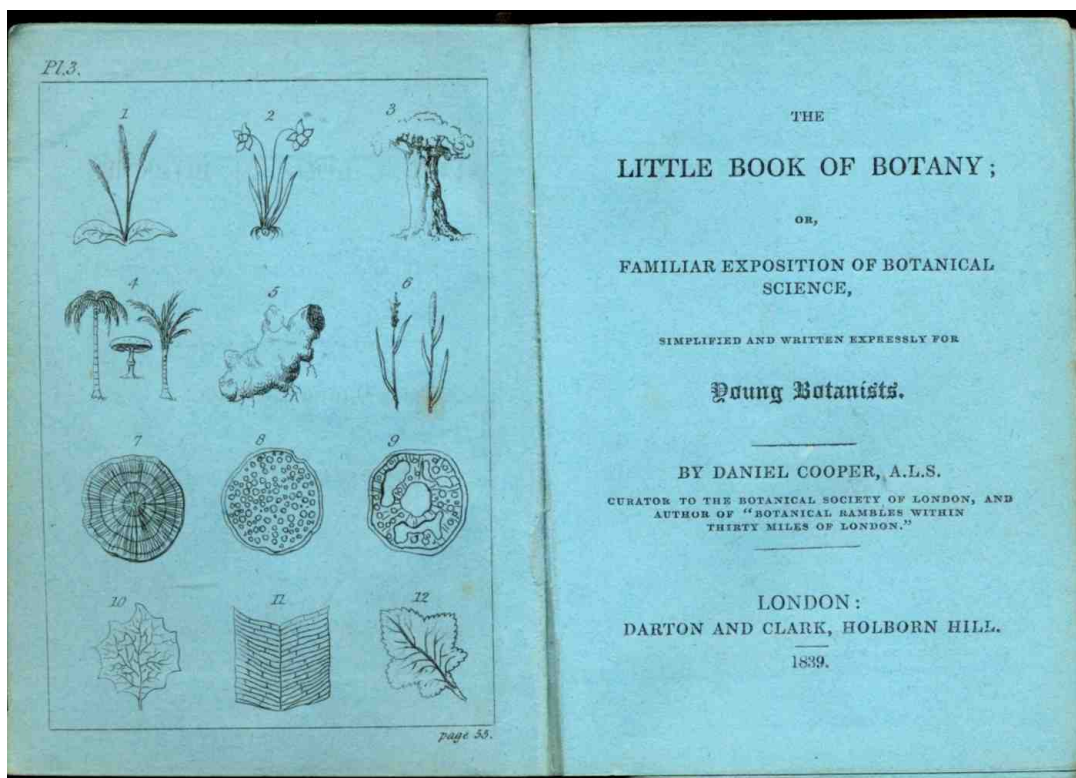 Pl.3.
1 2 3
4 5 6
7 8 9
10 11 12
page 55.
THE
LITTLE BOOK OF BOTANY;
OR,
FAMILIAR EXPOSITION OF BOTANICAL
SCIENCE,
SIMPLIFIED AND WRITTEN EXPRESSLY FOR
Young Botanists.
BY DANIEL COOPER, A.L.S.
CURATOR TO THE BOTANICAL SOCIETY OF LONDON, AND
AUTHOR OF "BOTANICAL RAMBLES WITHIN
THIRTY MILES OF LONDON."
LONDON:
DARTON AND CLARK, HOLBORN HILL.
1839.